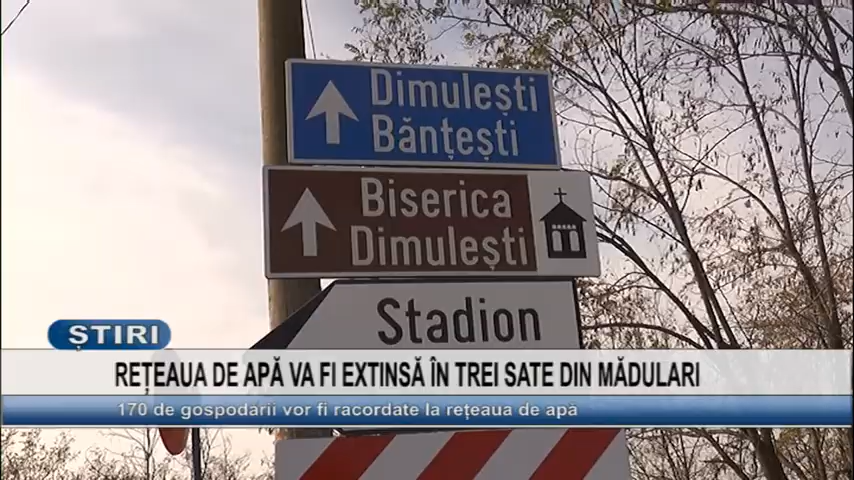 Dimulești
Bănțești
Biserica
Dimulești
Stadion
ȘTIRI
REȚEAUA DE APĂ VA FI EXTINSĂ ÎN TREI SATE DIN MĂDULARI
170 de gospodării vor fi racordate la rețeaua de apă